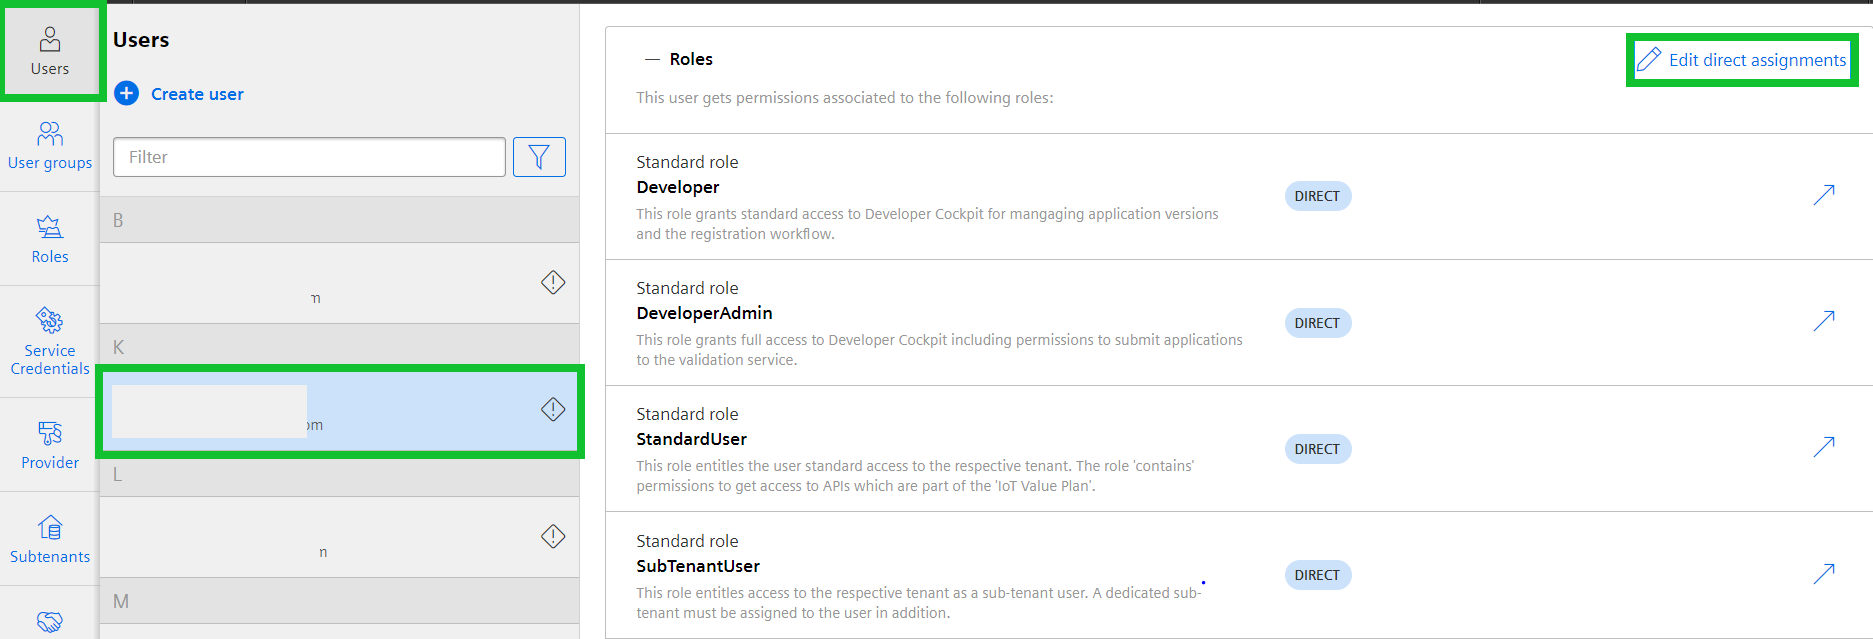 Users
User groups
Roles
Service
Credentials
Provider
Subtenants
Users
Create user
Filter
B
m
K
om
L
m
M
Roles
Edit direct assignments
This user gets permissions associated to the following roles:
Standard role
Developer
This role grants standard access to Developer Cockpit for mangaging application versions
and the registration workflow.
DIRECT
Standard role
DeveloperAdmin
This role grants full access to Developer Cockpit including permissions to submit applications
to the validation service.
DIRECT
Standard role
StandardUser
This role entitles the user standard access to the respective tenant. The role 'contains'
permissions to get access to APIs which are part of the 'IoT Value Plan'.
DIRECT
Standard role
SubTenantUser
This role entitles access to the respective tenant as a sub-tenant user. A dedicated sub-
tenant must be assigned to the user in addition.
DIRECT